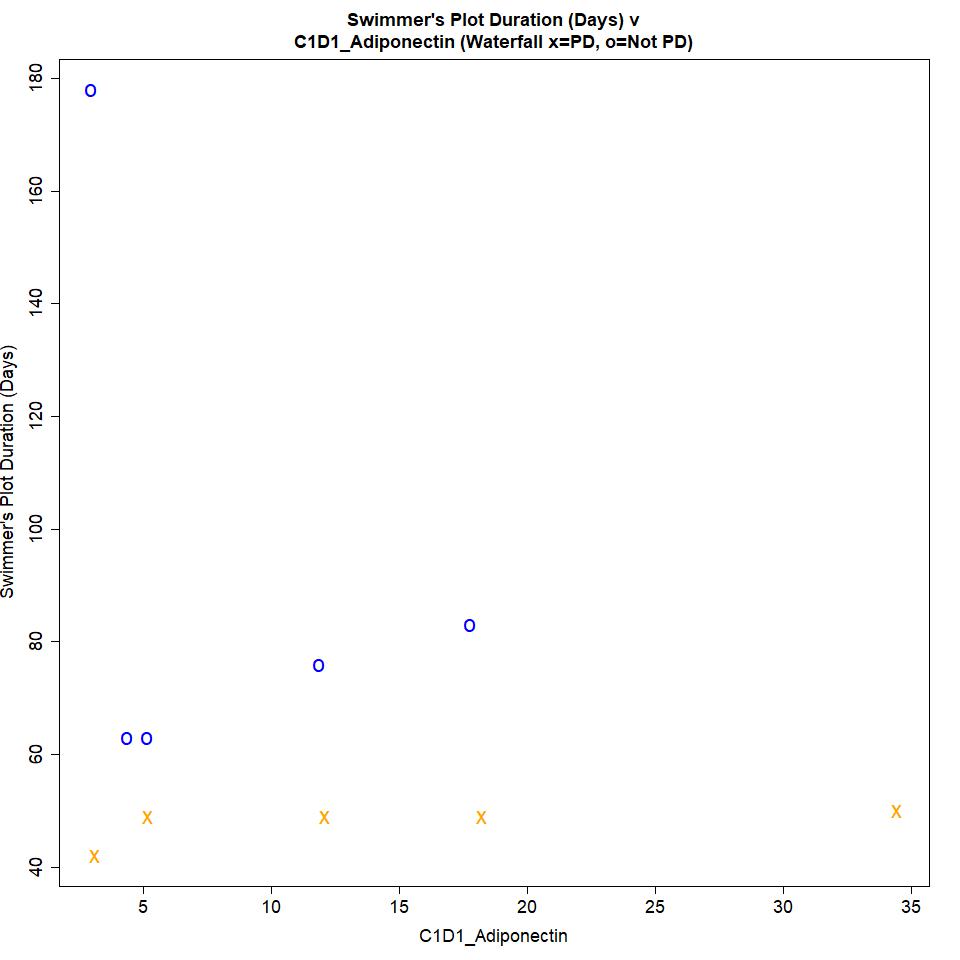 Swimmer's Plot Duration (Days) v
C1D1_Adiponectin (Waterfall x=PD, o=Not PD)
Swimmer's Plot Duration (Days)
180
160
140
120
100
80
60
40
o
o
o
o o
x
x
x
x
x
5 10 15 20 25 30 35
C1D1_Adiponectin